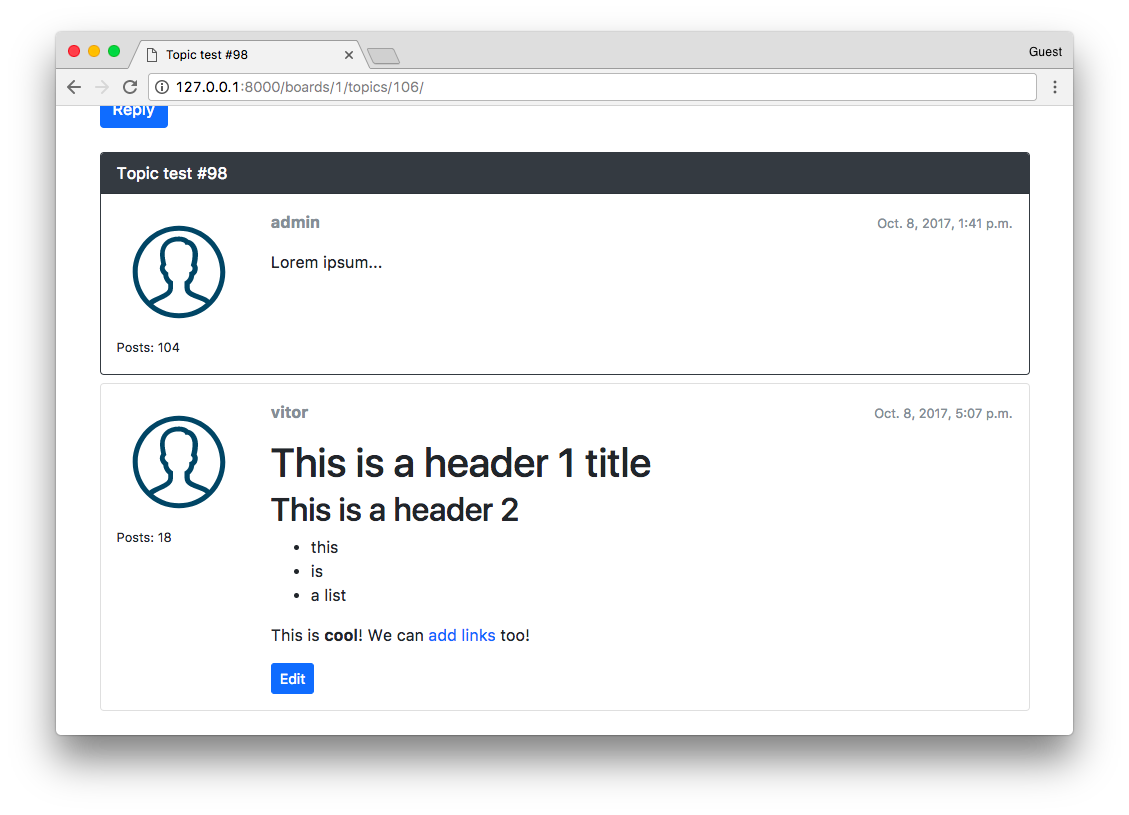 Topic test #98
Guest
127.0.0.1:8000/boards/1/topics/106/
Reply
Topic test #98
admin
Oct. 8, 2017, 1:41 p.m.
Lorem ipsum...
Posts: 104
vitor
Oct. 8, 2017, 5:07 p.m.
This is a header 1 title
This is a header 2
Posts: 18
• this
• is
• a list
This is cool! We can add links too!
Edit